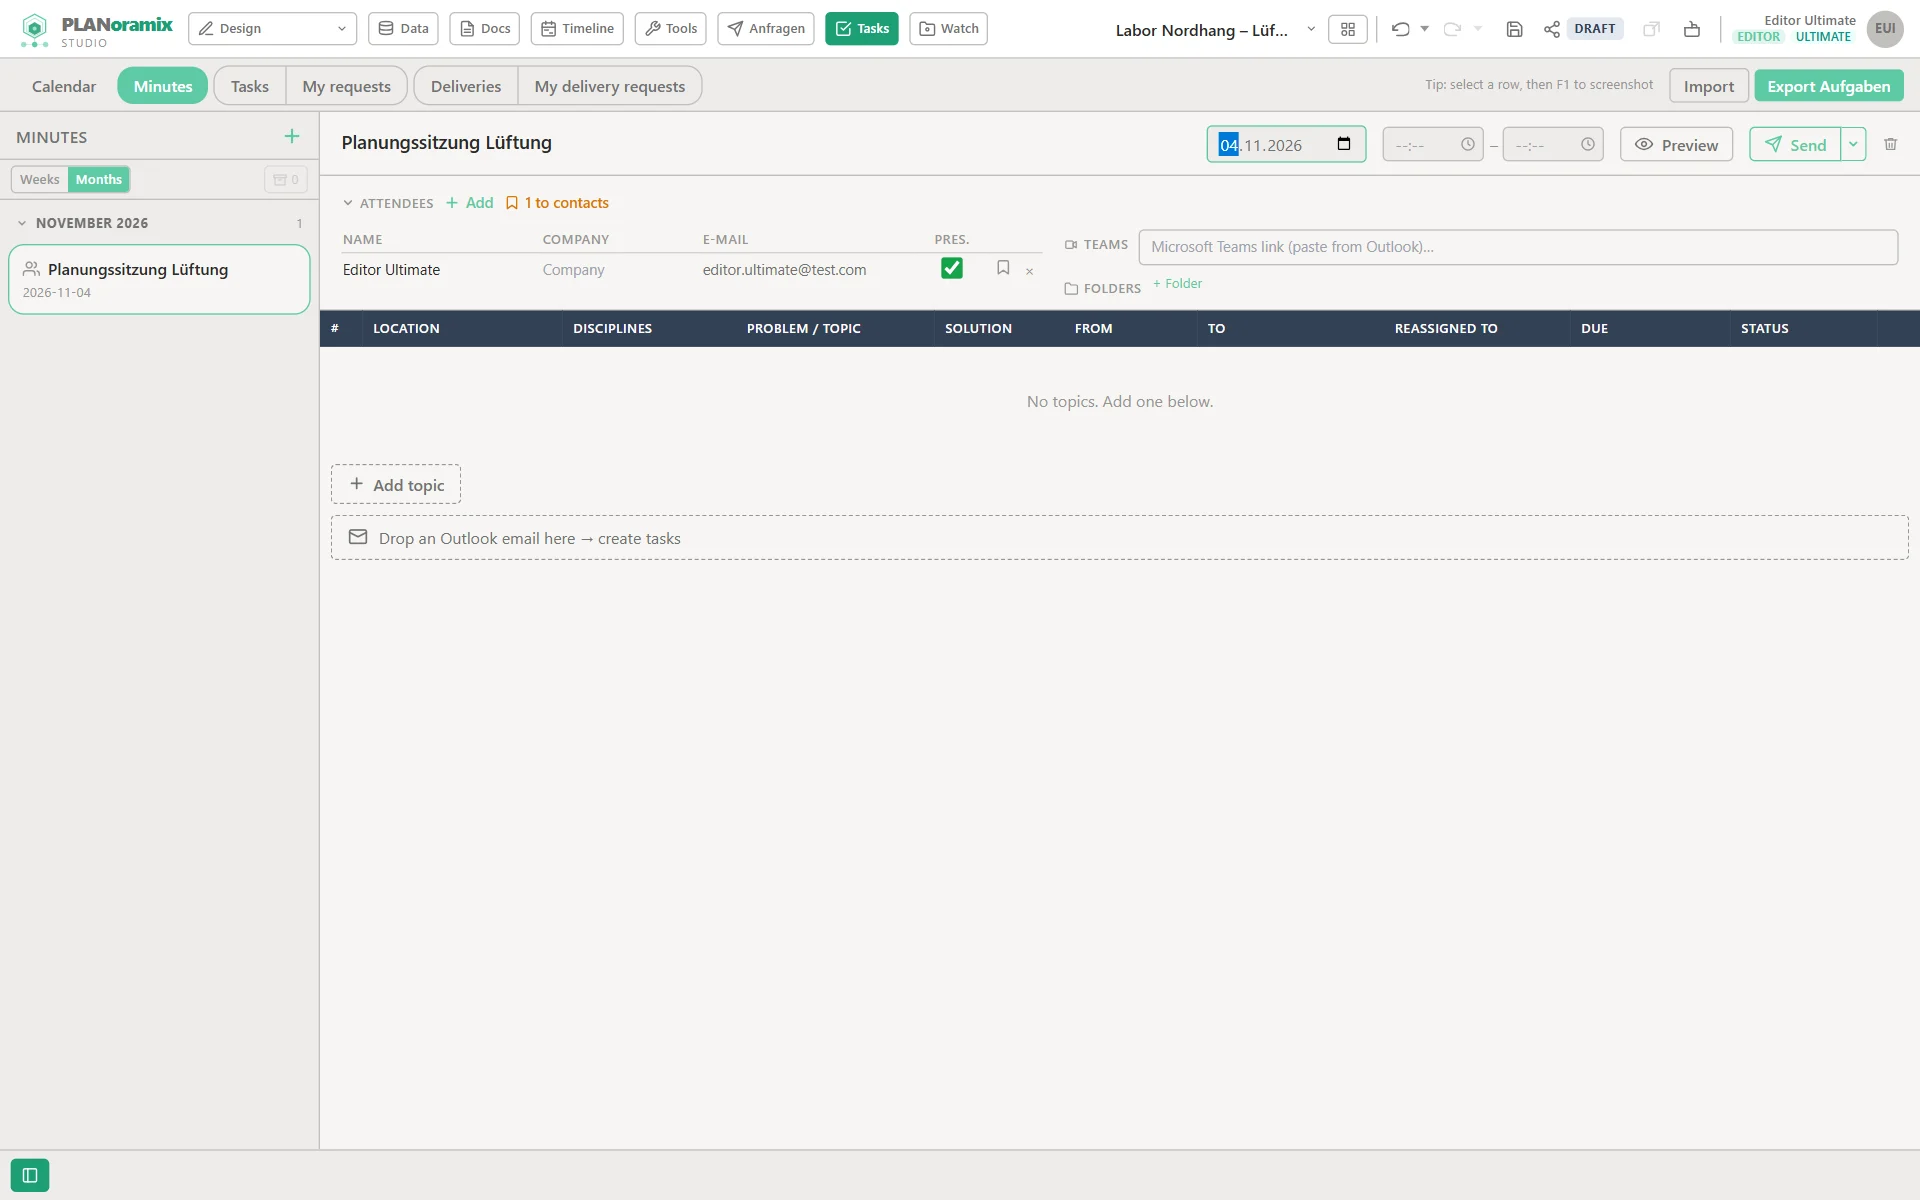 PLANoramix
STUDIO
Design
Data
Docs
Timeline
Tools
Anfragen
Tasks
Watch
Labor Nordhang – Lüf...
DRAFT
Editor Ultimate
EDITOR ULTIMATE
EUI
Calendar
Minutes
Tasks
My requests
Deliveries
My delivery requests
Tip: select a row, then F1 to screenshot
Import
Export Aufgaben
MINUTES
Weeks Months
0
NOVEMBER 2026 1
Planungssitzung Lüftung
2026-11-04
Planungssitzung Lüftung
04.11.2026
--:-- – --:--
Preview
Send
ATTENDEES + Add 1 to contacts
NAME COMPANY E-MAIL PRES.
Editor Ultimate Company editor.ultimate@test.com ×
TEAMS Microsoft Teams link (paste from Outlook)...
FOLDERS + Folder
# LOCATION DISCIPLINES PROBLEM / TOPIC SOLUTION FROM TO REASSIGNED TO DUE STATUS
No topics. Add one below.
+ Add topic
Drop an Outlook email here → create tasks